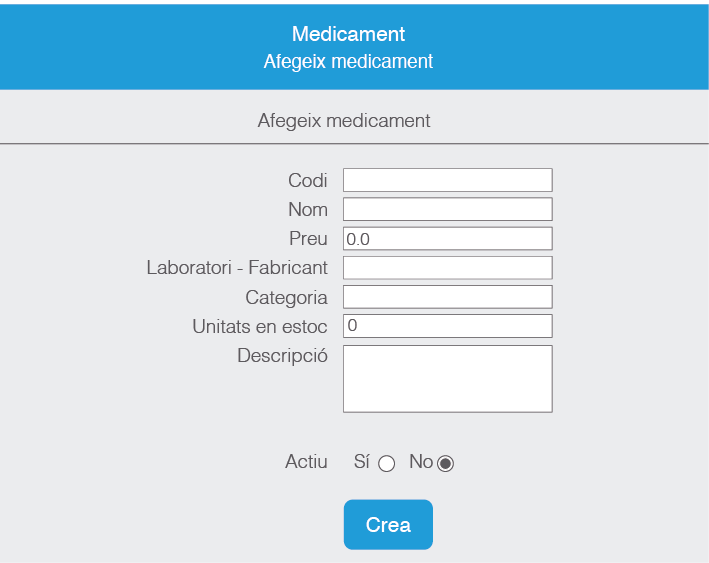 Medicament
Afegeix medicament
Afegeix medicament
Codi
Nom
Preu 0.0
Laboratori - Fabricant
Categoria
Unitats en estoc 0
Descripció
Actiu Sí No
Crea